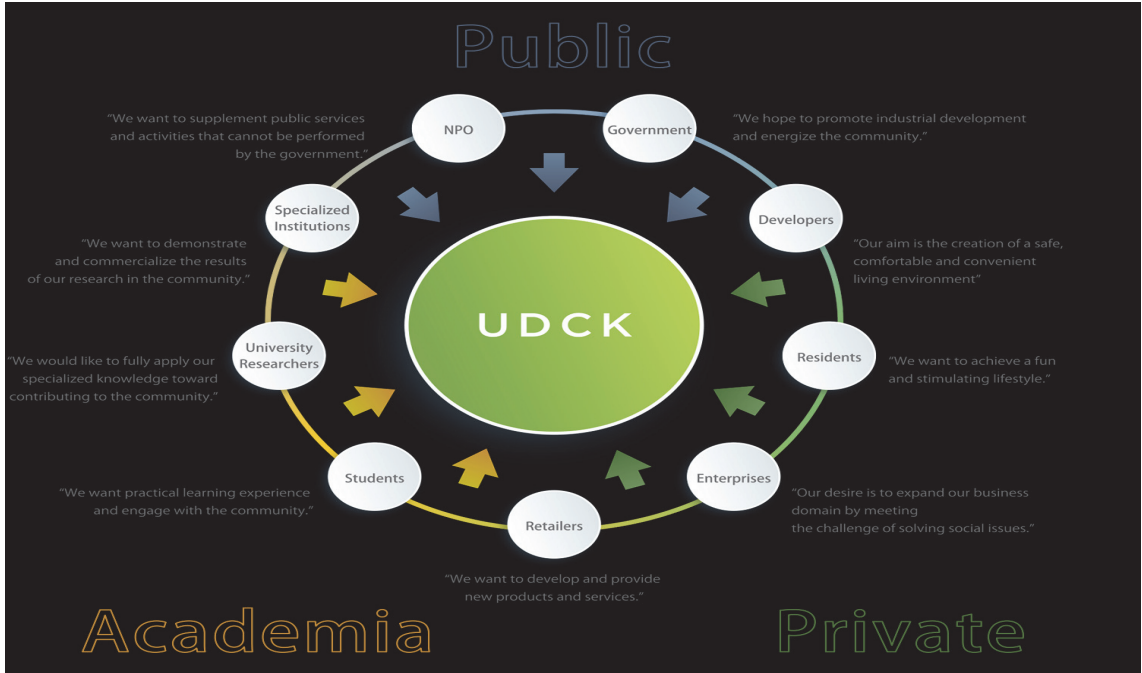 Public
NPO
Government
"We want to supplement public services
and activities that cannot be performed
by the government."
"We hope to promote industrial development
and energize the community."
Specialized
Institutions
Developers
"We want to demonstrate
and commercialize the results
of our research in the community."
"Our aim is the creation of a safe,
comfortable and convenient
living environment"
UDCK
University
Researchers
Residents
"We would like to fully apply our
specialized knowledge toward
contributing to the community."
"We want to achieve a fun
and stimulating lifestyle."
Students
Enterprises
"We want practical learning experience
and engage with the community."
"Our desire is to expand our business
domain by meeting
the challenge of solving social issues."
Retailers
"We want to develop and provide
new products and services."
Academia
Private